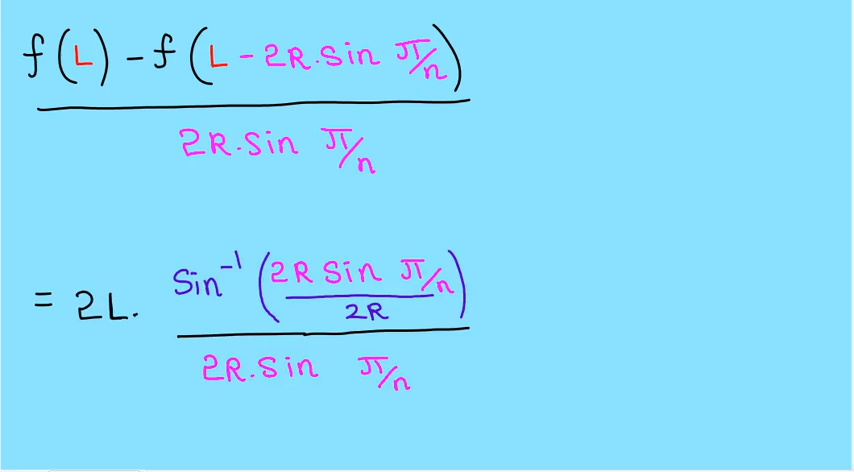 f(L) - f(L - 2R.Sin π/n)
2R.Sin π/n
= 2L. Sin⁻¹(2R Sin π/n / 2R)
2R.Sin π/n